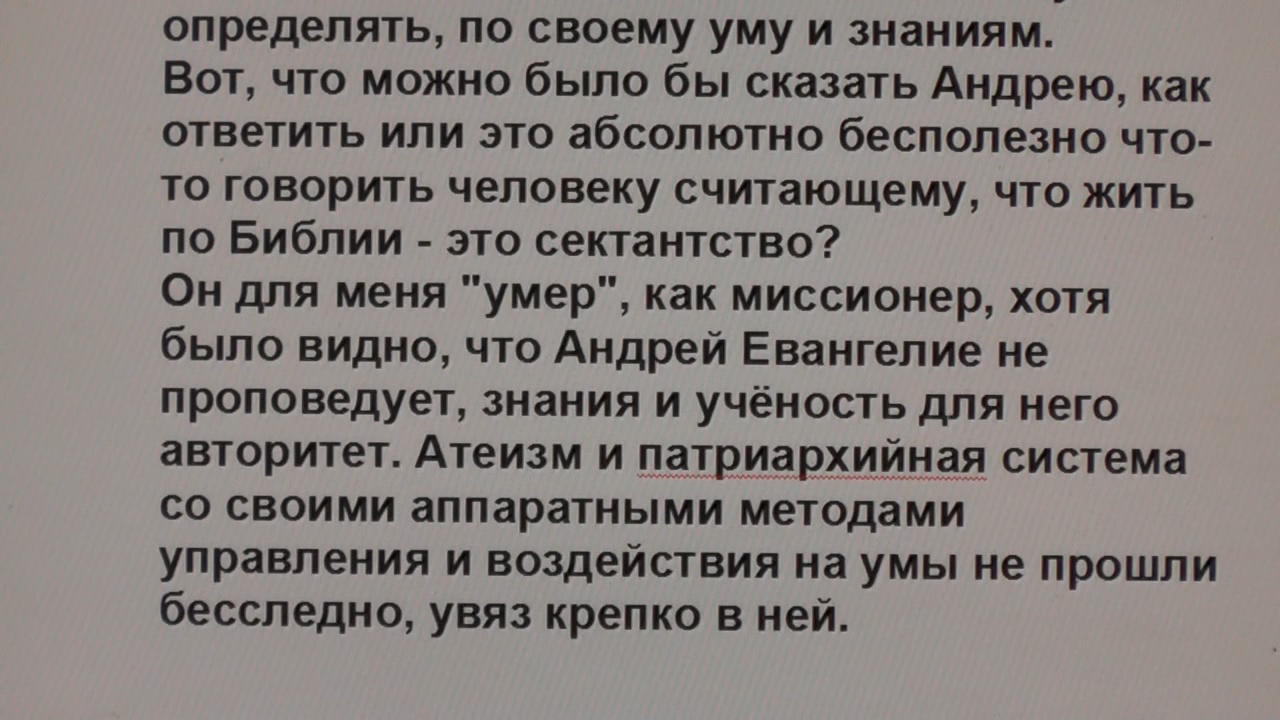 определять, по своему уму и знаниям.
Вот, что можно было бы сказать Андрею, как
ответить или это абсолютно бесполезно что-
то говорить человеку считающему, что жить
по Библии - это сектантство?
Он для меня "умер", как миссионер, хотя
было видно, что Андрей Евангелие не
проповедует, знания и учёность для него
авторитет. Атеизм и патриархийная система
со своими аппаратными методами
управления и воздействия на умы не прошли
бесследно, увяз крепко в ней.